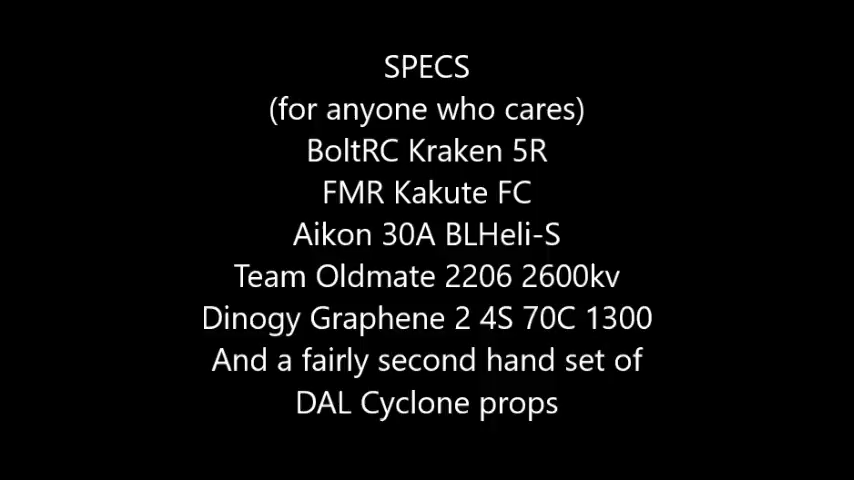 SPECS
(for anyone who cares)
BoltRC Kraken 5R
FMR Kakute FC
Aikon 30A BLHeli-S
Team Oldmate 2206 2600kv
Dinogy Graphene 2 4S 70C 1300
And a fairly second hand set of
DAL Cyclone props